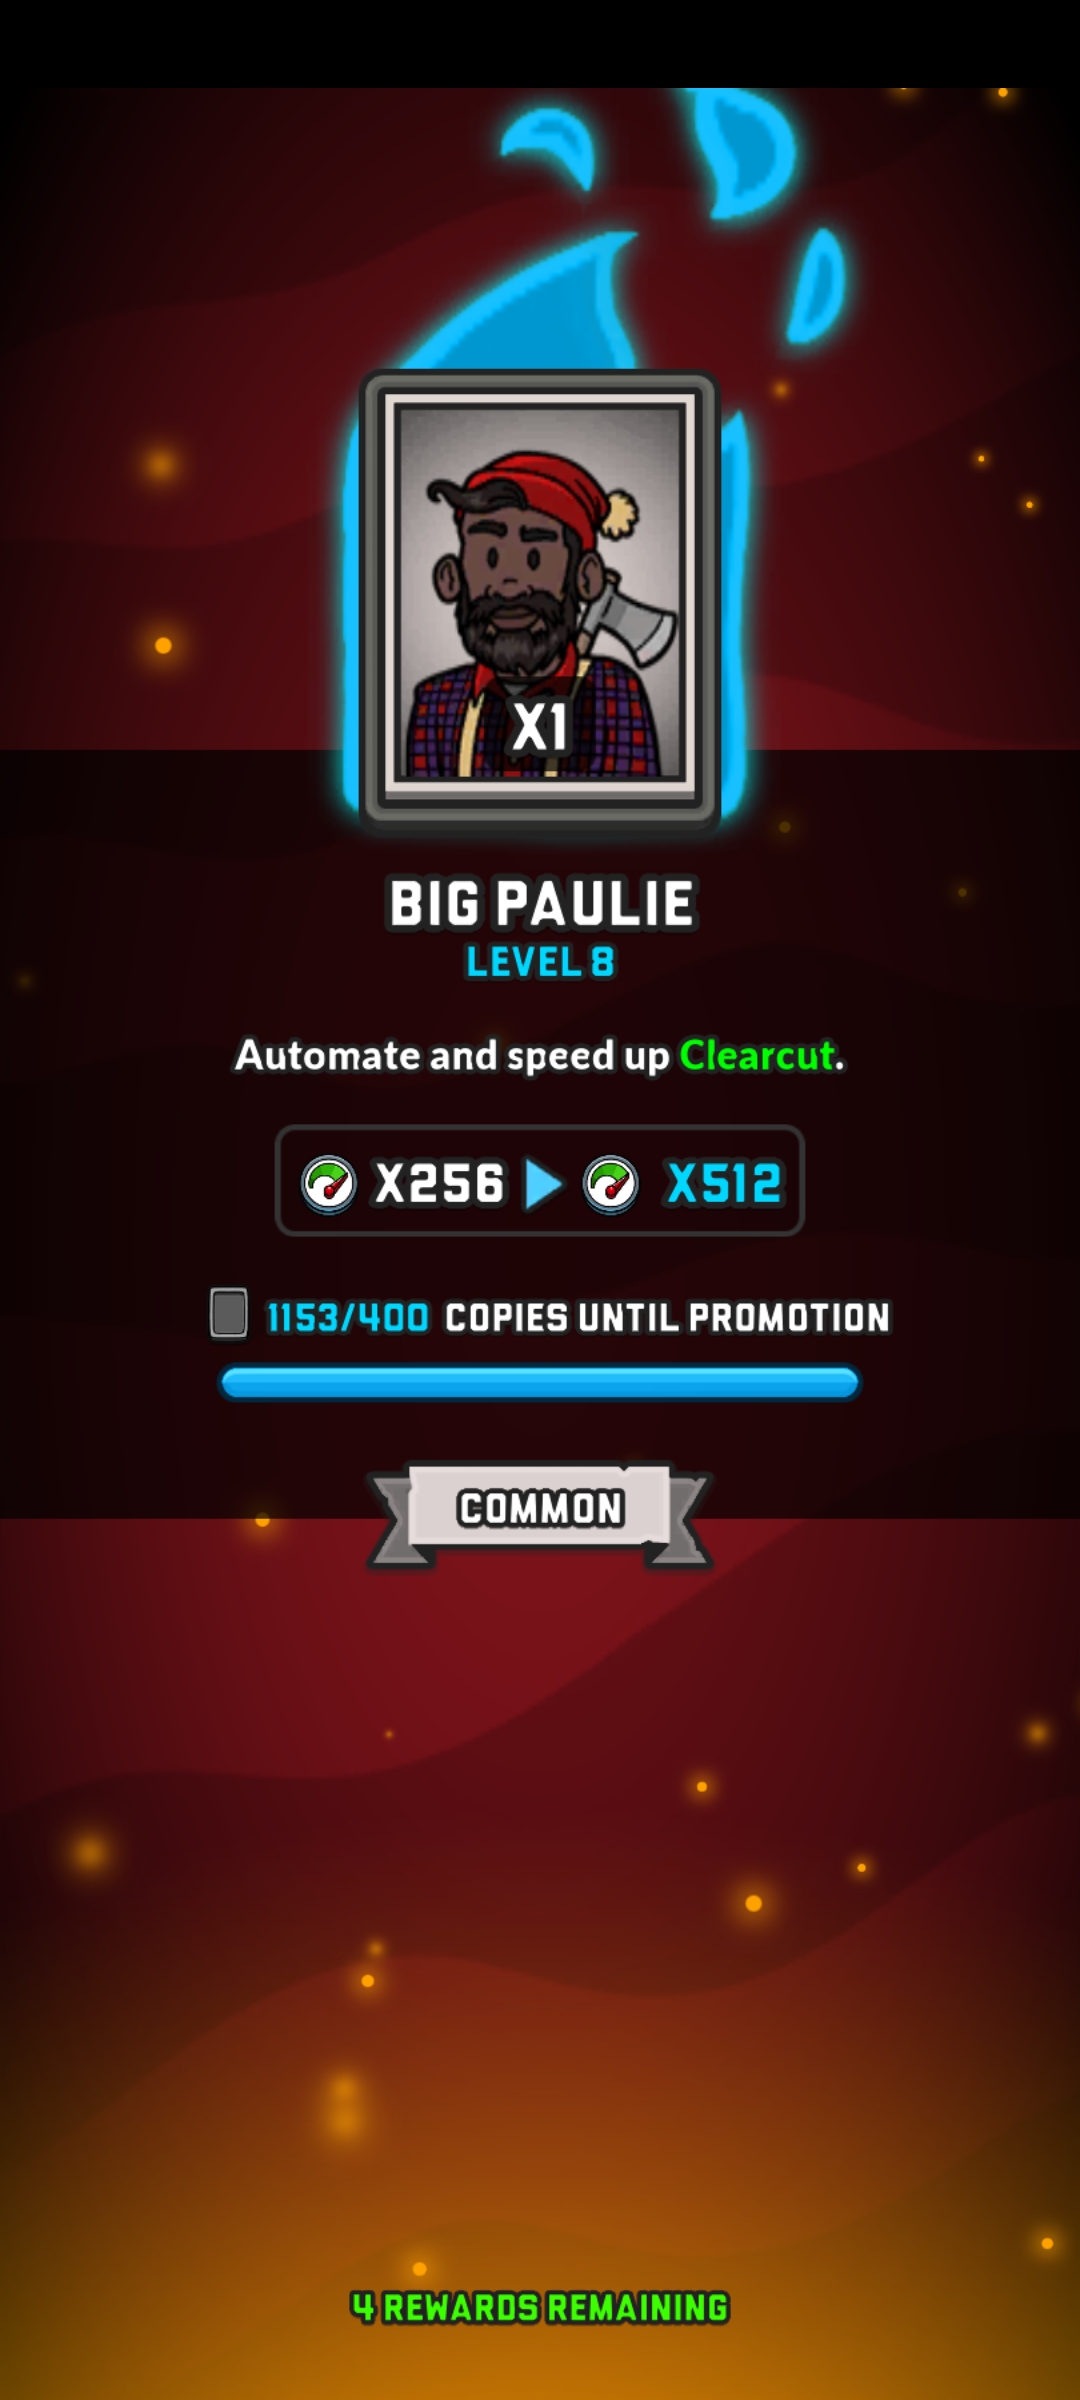 X1
BIG PAULIE
LEVEL 8
Automate and speed up Clearcut.
X256 X512
1153/400 COPIES UNTIL PROMOTION
COMMON
4 REWARDS REMAINING